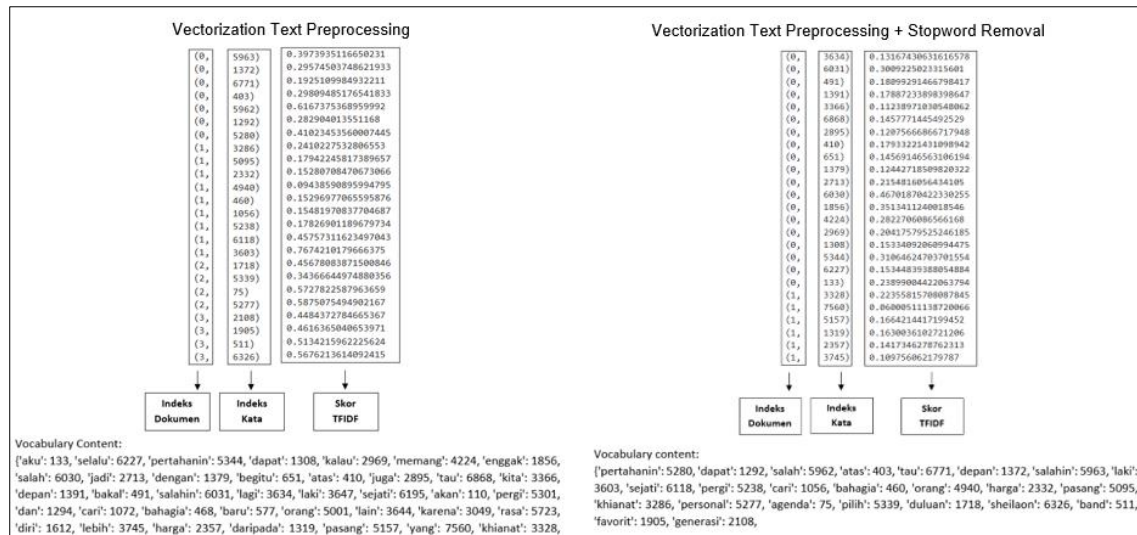 Vectorization Text Preprocessing
(0, 5963) 0.3973935116650231
(0, 1372) 0.29574503748621933
(0, 6771) 0.1925109984932211
(0, 403) 0.29809485176541833
(0, 5962) 0.6167375368959992
(0, 1292) 0.282904013551168
(0, 5280) 0.41023453560007445
(1, 3286) 0.2410227532806553
(1, 5095) 0.17942245817389657
(1, 2332) 0.15280708470673066
(1, 4940) 0.09438590895994795
(1, 460) 0.15296977065595876
(1, 1056) 0.15481970837704687
(1, 5238) 0.17826901189679734
(1, 6118) 0.45757311623497043
(1, 3603) 0.7674210179666375
(2, 1718) 0.45678083871500846
(2, 5339) 0.34366644974880356
(2, 75) 0.5727822587963659
(2, 5277) 0.5875075494902167
(3, 2108) 0.4484372784665367
(3, 1905) 0.4616365040653971
(3, 511) 0.5134215962225624
(3, 6326) 0.5676213614092415
Indeks Dokumen
Indeks Kata
Skor TFIDF
Vocabulary Content:
{'aku': 133, 'selalu': 6227, 'pertahanin': 5344, 'dapat': 1308, 'kalau': 2969, 'memang': 4224, 'enggak': 1856,
'salah': 6030, 'jadi': 2713, 'dengan': 1379, 'begitu': 651, 'atas': 410, 'juga': 2895, 'tau': 6868, 'kita': 3366,
'depan': 1391, 'bakal': 491, 'salahin': 6031, 'lagi': 3634, 'laki': 3647, 'sejati': 6195, 'akan': 110, 'pergi': 5301,
'dan': 1294, 'cari': 1072, 'bahagia': 468, 'baru': 577, 'orang': 5001, 'lain': 3644, 'karena': 3049, 'rasa': 5723,
'diri': 1612, 'lebih': 3745, 'harga': 2357, 'daripada': 1319, 'pasang': 5157, 'yang': 7560, 'khianat': 3328,
Vectorization Text Preprocessing + Stopword Removal
(0, 3634) 0.13167430631616578
(0, 6031) 0.3009225023315601
(0, 491) 0.18099291466798417
(0, 1391) 0.17887233898398647
(0, 3366) 0.11238971030548062
(0, 6868) 0.1457771445492529
(0, 2895) 0.12075666866717948
(0, 410) 0.17933221431098942
(0, 651) 0.14569146563106194
(0, 1379) 0.12442718509820322
(0, 2713) 0.2154816056434105
(0, 6030) 0.46701870422330255
(0, 1856) 0.3513411240018546
(0, 4224) 0.2822706086566168
(0, 2969) 0.20417579525246185
(0, 1308) 0.15334092060994475
(0, 5344) 0.31064624703701554
(0, 6227) 0.15344839388054884
(0, 133) 0.23899084422063794
(1, 3328) 0.22355815708087845
(1, 7560) 0.06000511138720066
(1, 5157) 0.1664214417199452
(1, 1319) 0.1630036102721206
(1, 2357) 0.1417346278762313
(1, 3745) 0.109756062179787
Indeks Dokumen
Indeks Kata
Skor TFIDF
Vocabulary content:
{'pertahanin': 5280, 'dapat': 1292, 'salah': 5962, 'atas': 403, 'tau': 6771, 'depan': 1372, 'salahin': 5963, 'laki':
3603, 'sejati': 6118, 'pergi': 5238, 'cari': 1056, 'bahagia': 460, 'orang': 4940, 'harga': 2332, 'pasang': 5095,
'khianat': 3286, 'personal': 5277, 'agenda': 75, 'pilih': 5339, 'duluan': 1718, 'sheilaon': 6326, 'band': 511,
'favorit': 1905, 'generasi': 2108,